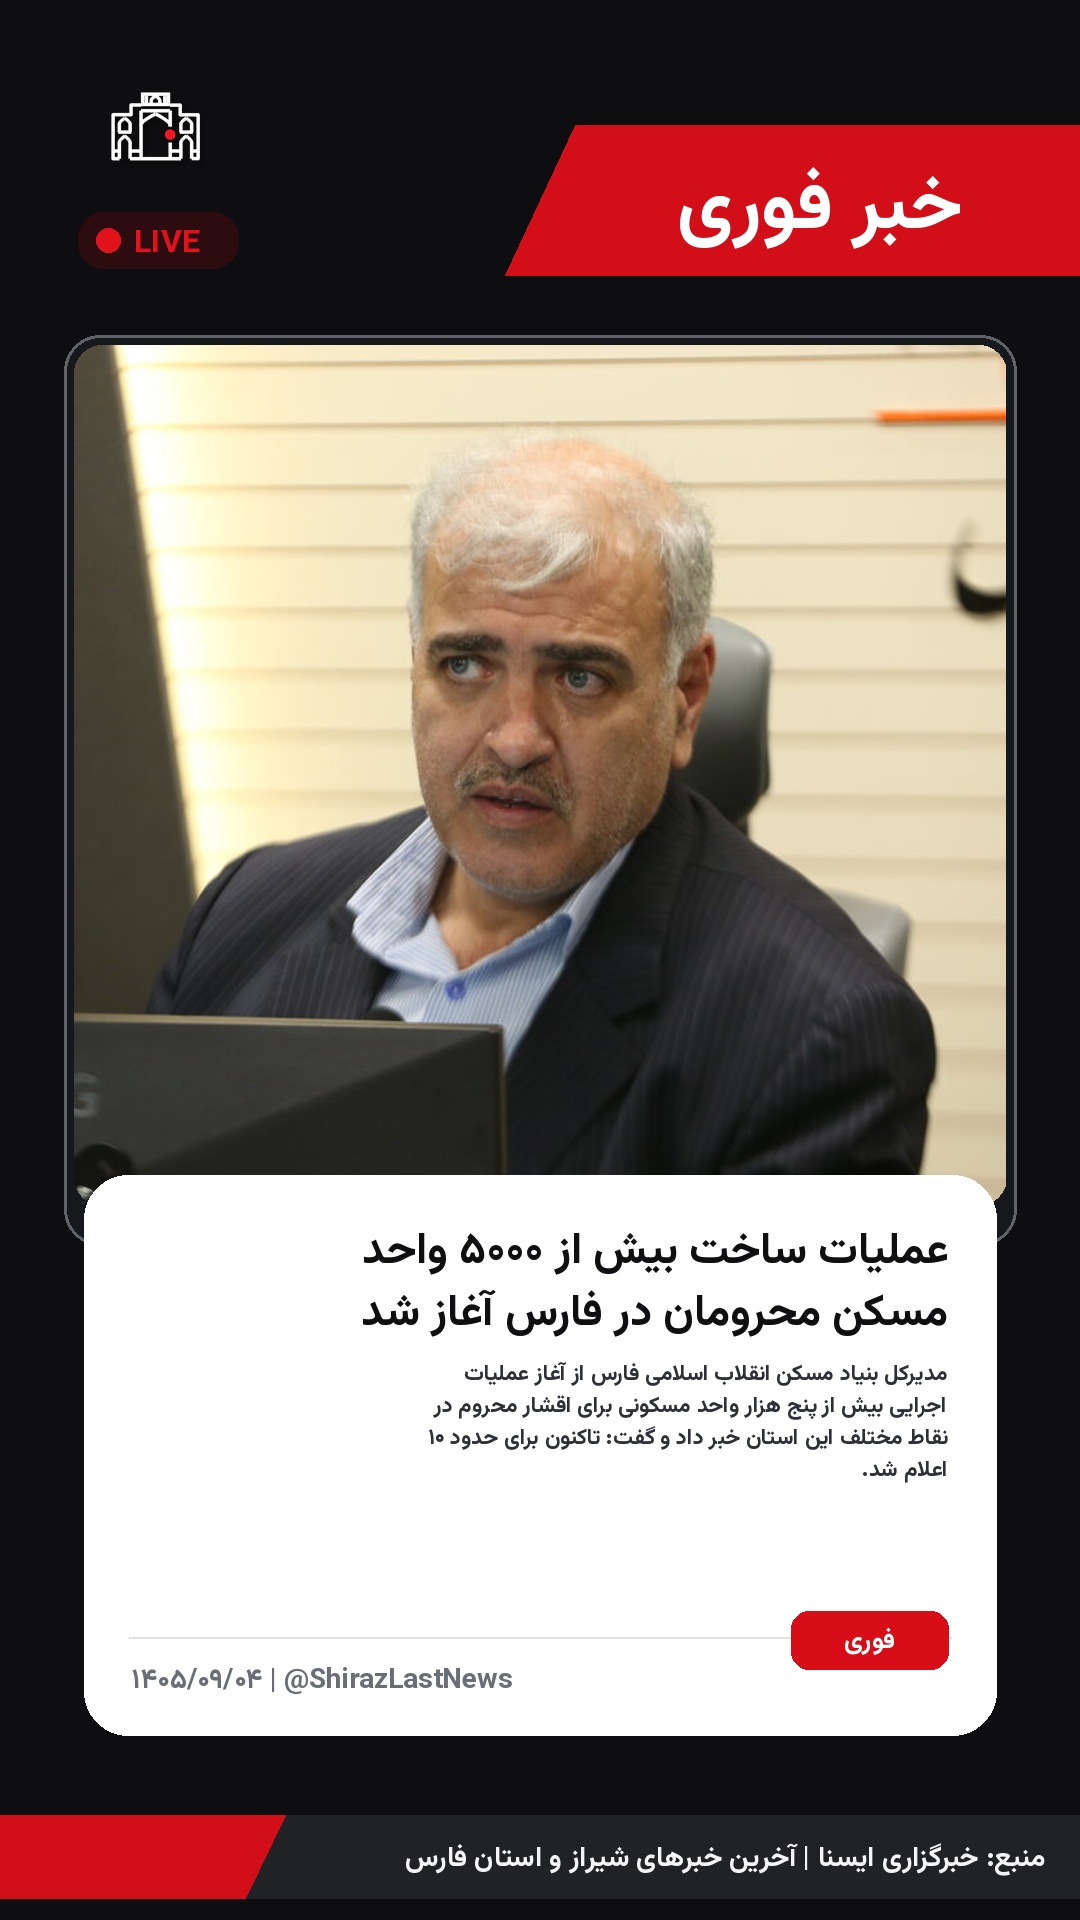 خبر فوری
LIVE
عملیات ساخت بیش از ۵۰۰۰ واحد
مسکن محرومان در فارس آغاز شد
مدیرکل بنیاد مسکن انقلاب اسلامی فارس از آغاز عملیات
اجرایی بیش از پنج هزار واحد مسکونی برای اقشار محروم در
نقاط مختلف این استان خبر داد و گفت: تاکنون برای حدود ۱۰
اعلام شد.
فوری
۱۴۰۵/۰۹/۰۴ | @ShirazLastNews
منبع: خبرگزاری ایسنا | آخرین خبرهای شیراز و استان فارس